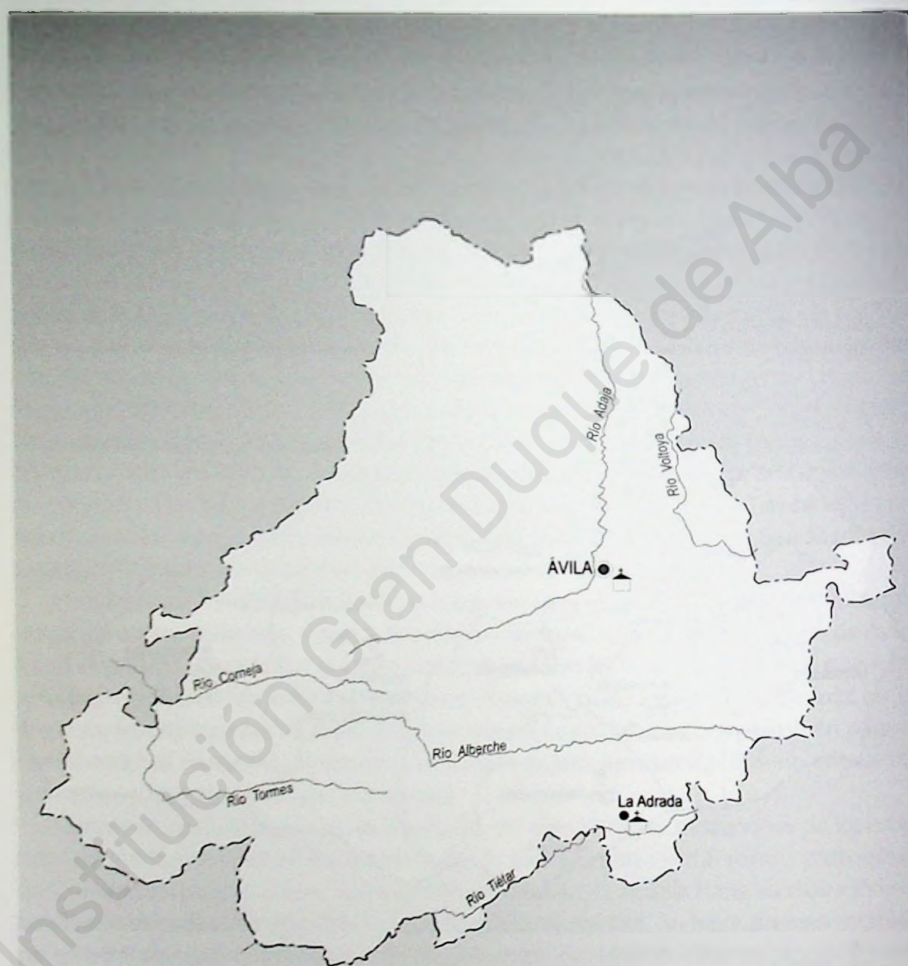 Institución Gran Duque de Alba
Río Adaja
Río Voltoya
ÁVILA
Río Corneja
Río Alberche
La Adrada
Río Tormes
Río Tiétar